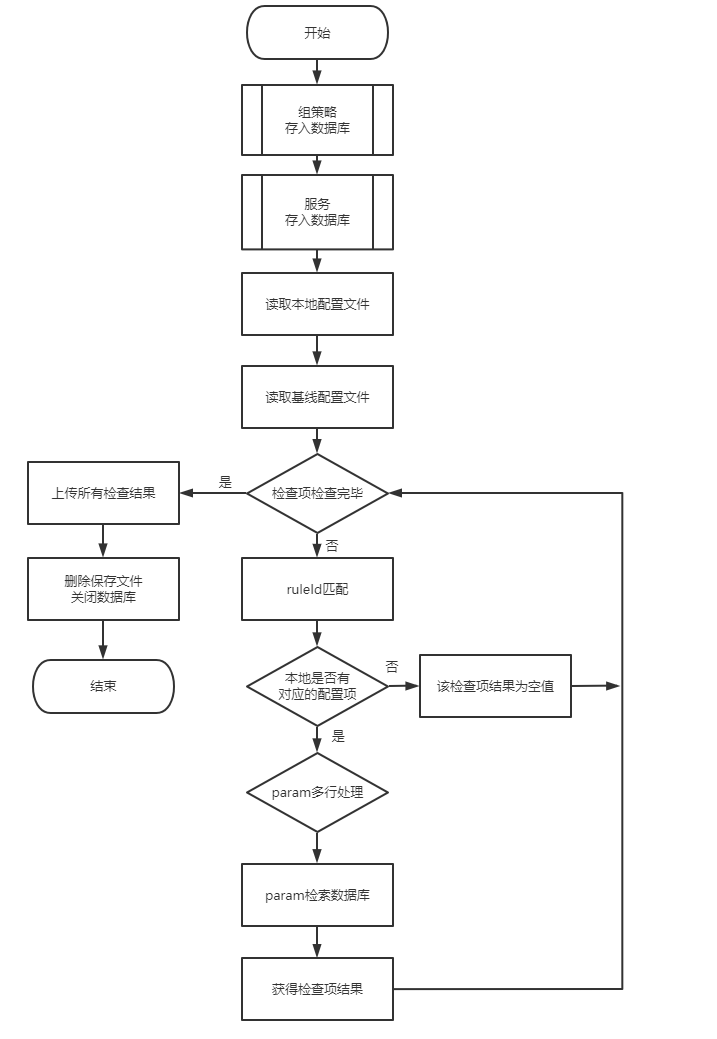 开始
组策略
存入数据库
服务
存入数据库
读取本地配置文件
读取基线配置文件
检查项检查完毕
是
上传所有检查结果
删除保存文件
关闭数据库
结束
否
ruleId匹配
本地是否有
对应的配置项
否
该检查项结果为空值
是
param多行处理
param检索数据库
获得检查项结果